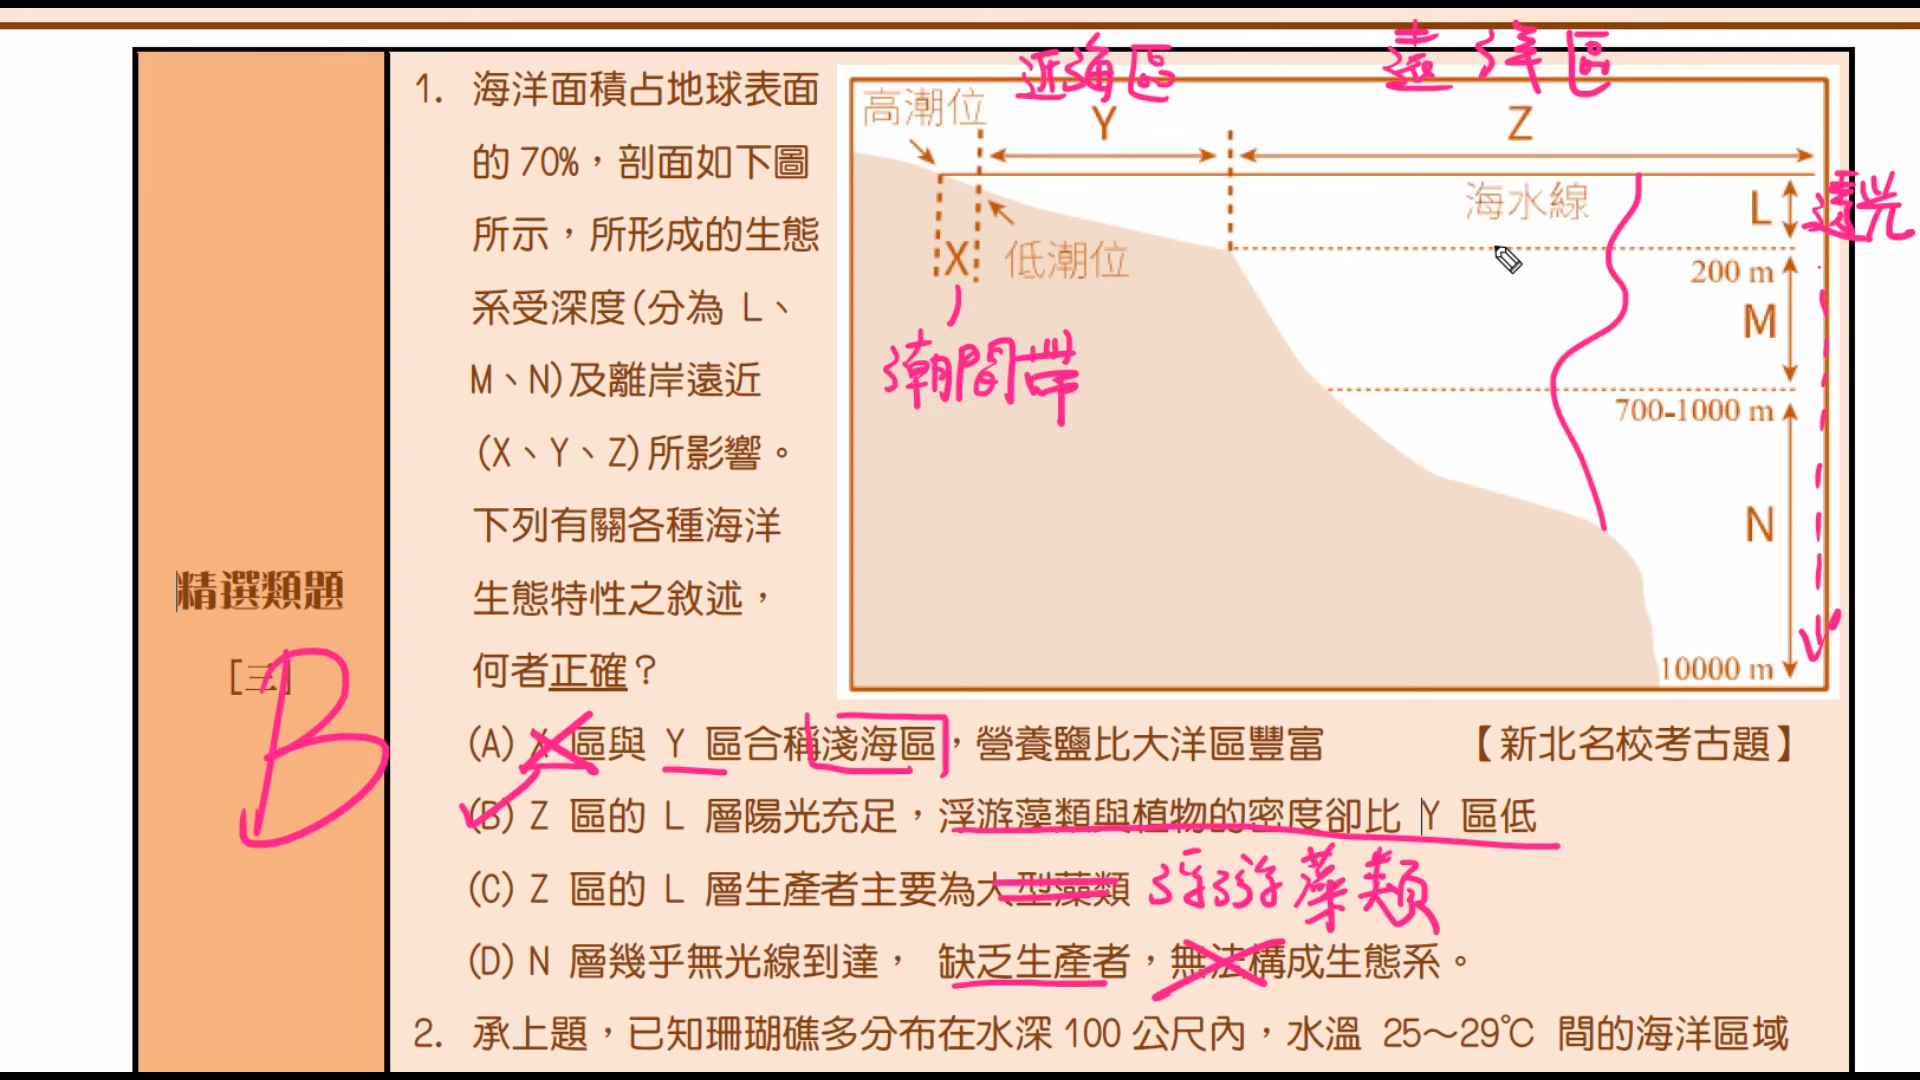 近海區
遠洋區
1. 海洋面積占地球表面
的70%,剖面如下圖
所示,所形成的生態
系受深度(分為 L、
M、N)及離岸遠近
(X、Y、Z)所影響。
下列有關各種海洋
生態特性之敘述,
何者正確?
高潮位
Y
Z
海水線
L
透光
X
低潮位
200 m
M
潮間帶
700-1000 m
N
10000 m
精選類題
[三]
B
(A) X 區與 Y 區合稱淺海區,營養鹽比大洋區豐富 【新北名校考古題】
(B) Z 區的 L 層陽光充足,浮游藻類與植物的密度卻比 Y 區低
(C) Z 區的 L 層生產者主要為大型藻類 浮游藻類
(D) N 層幾乎無光線到達, 缺乏生產者,無法構成生態系。
2. 承上題,已知珊瑚礁多分布在水深 100 公尺內,水溫 25~29℃ 間的海洋區域